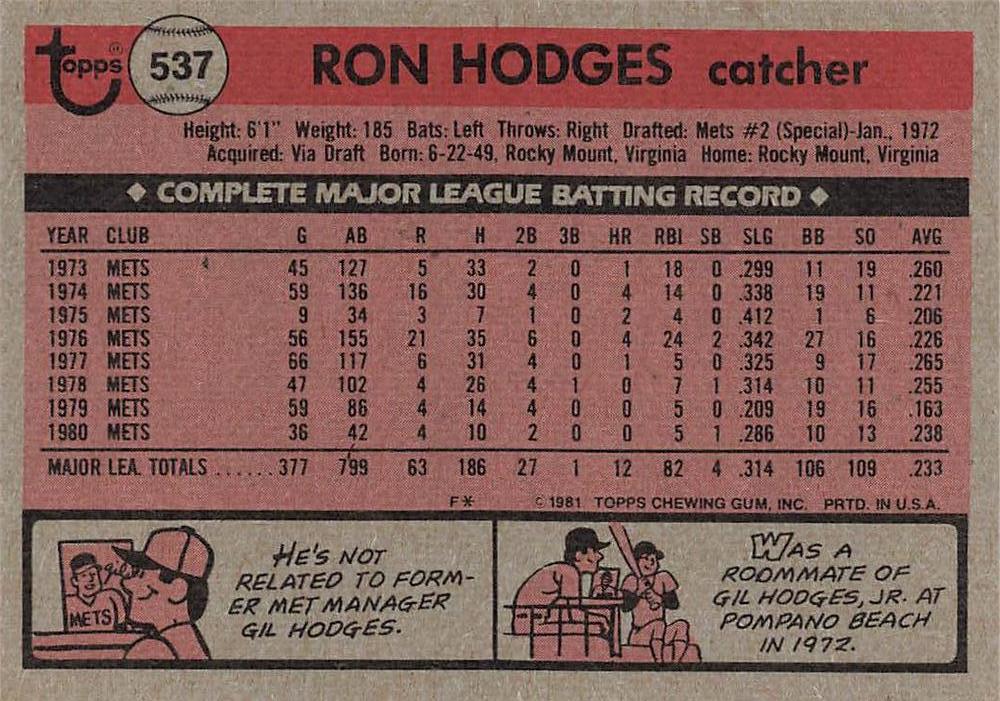 topps ® 537 RON HODGES catcher
Height: 6'1" Weight: 185 Bats: Left Throws: Right Drafted: Mets #2 (Special)-Jan., 1972
Acquired: Via Draft Born: 6-22-49, Rocky Mount, Virginia Home: Rocky Mount, Virginia
◆ COMPLETE MAJOR LEAGUE BATTING RECORD ◆
YEAR CLUB G AB R H 2B 3B HR RBI SB SLG BB SO AVG
1973 METS 45 127 5 33 2 0 1 18 0 .299 11 19 .260
1974 METS 59 136 16 30 4 0 4 14 0 .338 19 11 .221
1975 METS 9 34 3 7 1 0 2 4 0 .412 1 6 .206
1976 METS 56 155 21 35 6 0 4 24 2 .342 27 16 .226
1977 METS 66 117 6 31 4 0 1 5 0 .325 9 17 .265
1978 METS 47 102 4 26 4 1 0 7 1 .314 10 11 .255
1979 METS 59 86 4 14 4 0 0 5 0 .209 19 16 .163
1980 METS 36 42 4 10 2 0 0 5 1 .286 10 13 .238
MAJOR LEA. TOTALS ......377 799 63 186 27 1 12 82 4 .314 106 109 .233
F* © 1981 TOPPS CHEWING GUM, INC. PRTD. IN U.S.A.
METS
HE'S NOT
RELATED TO FORM-
ER MET MANAGER
GIL HODGES.
WAS A
ROOMMATE OF
GIL HODGES, JR. AT
POMPANO BEACH
IN 1972.